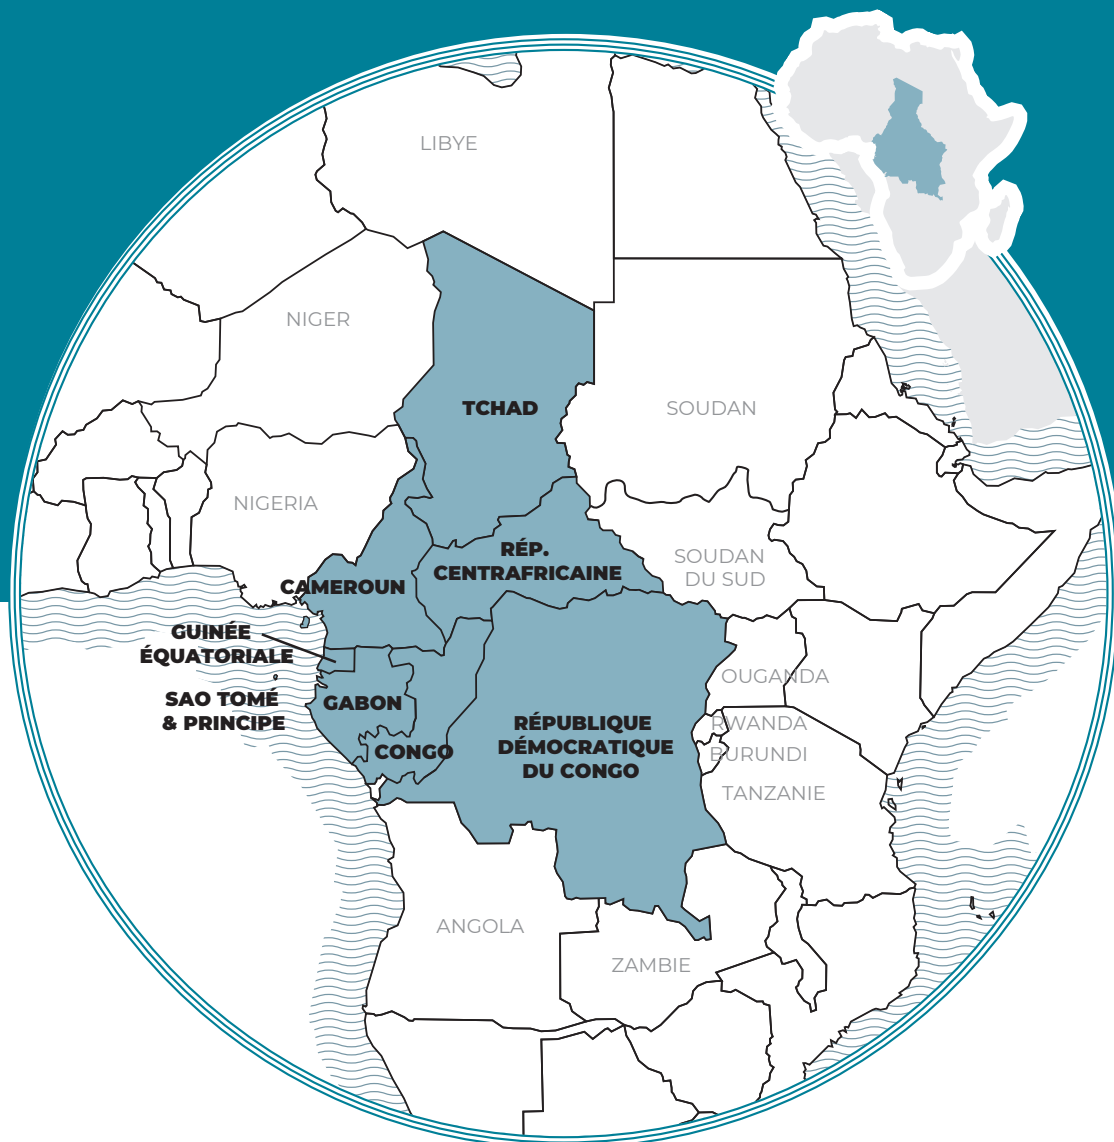 LIBYE
NIGER
TCHAD
SOUDAN
NIGERIA
RÉP.
CENTRAFRICAINE
SOUDAN
DU SUD
CAMEROUN
GUINÉE
ÉQUATORIALE
OUGANDA
SAO TOMÉ
& PRINCIPE
GABON
RÉPUBLIQUE
DÉMOCRATIQUE
DU CONGO
RWANDA
CONGO
BURUNDI
TANZANIE
ANGOLA
ZAMBIE